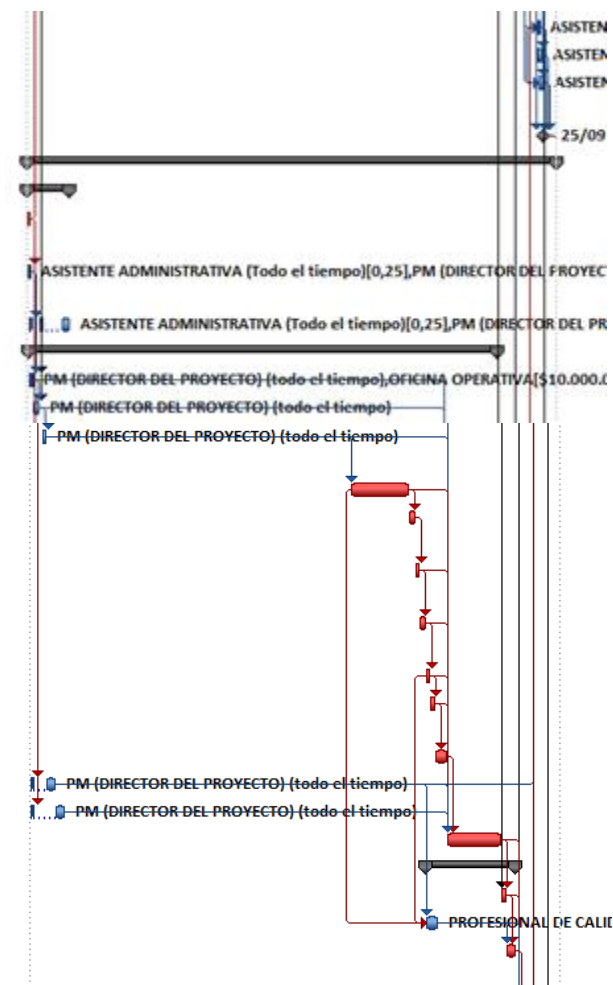 ASISTEN
ASISTEN
ASISTEN
25/09
ASISTENTE ADMINISTRATIVA (Todo el tiempo)[0,25],PM (DIRECTOR DEL PROYECT
ASISTENTE ADMINISTRATIVA (Todo el tiempo)[0,25],PM (DIRECTOR DEL PR
PM (DIRECTOR DEL PROYECTO) (todo el tiempo),OFICINA OPERATIVA[$10.000.0
PM (DIRECTOR DEL PROYECTO) (todo el tiempo)
PM (DIRECTOR DEL PROYECTO) (todo el tiempo)
PM (DIRECTOR DEL PROYECTO) (todo el tiempo)
PM (DIRECTOR DEL PROYECTO) (todo el tiempo)
PROFESIONAL DE CALID